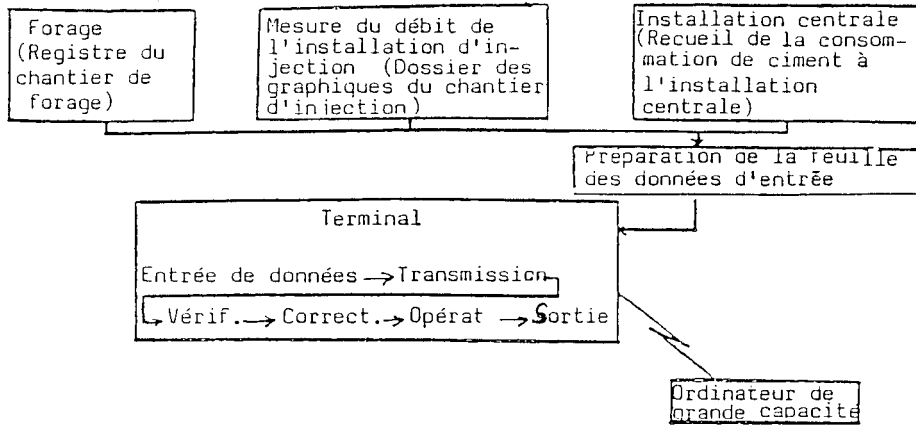 Forage
(Registre du
chantier de
forage)
Mesure du débit de
l'installation d'in-
jection (Dossier des
graphiques du chantier
d'injection)
Installation centrale
(Recueil de la consom-
mation de ciment à
l'installation
centrale)
Préparation de la feuille
des données d'entrée
Terminal
Entrée de données → Transmission
→ Vérif. → Correct. → Opérat → Sortie
Ordinateur de
grande capacité